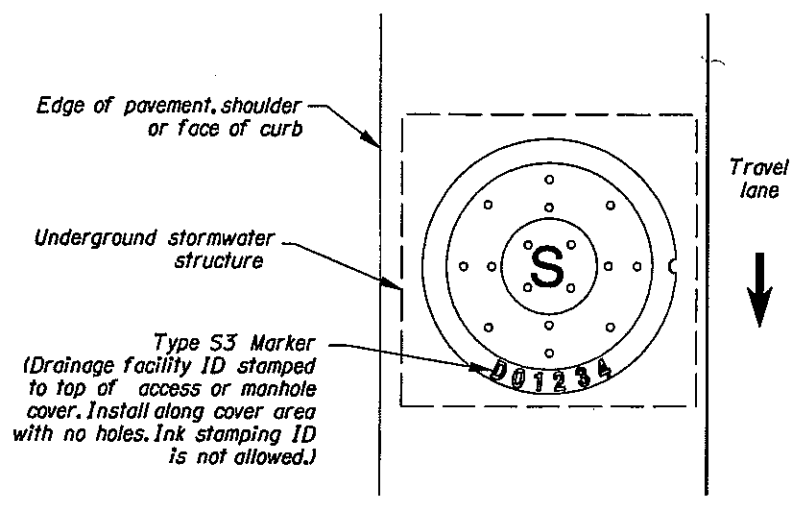 Edge of pavement, shoulder
or face of curb
Travel
lane
Underground stormwater
structure
S
Type S3 Marker
(Drainage facility ID stamped
to top of access or manhole
cover. Install along cover area
with no holes. Ink stamping ID
is not allowed.)
D01234